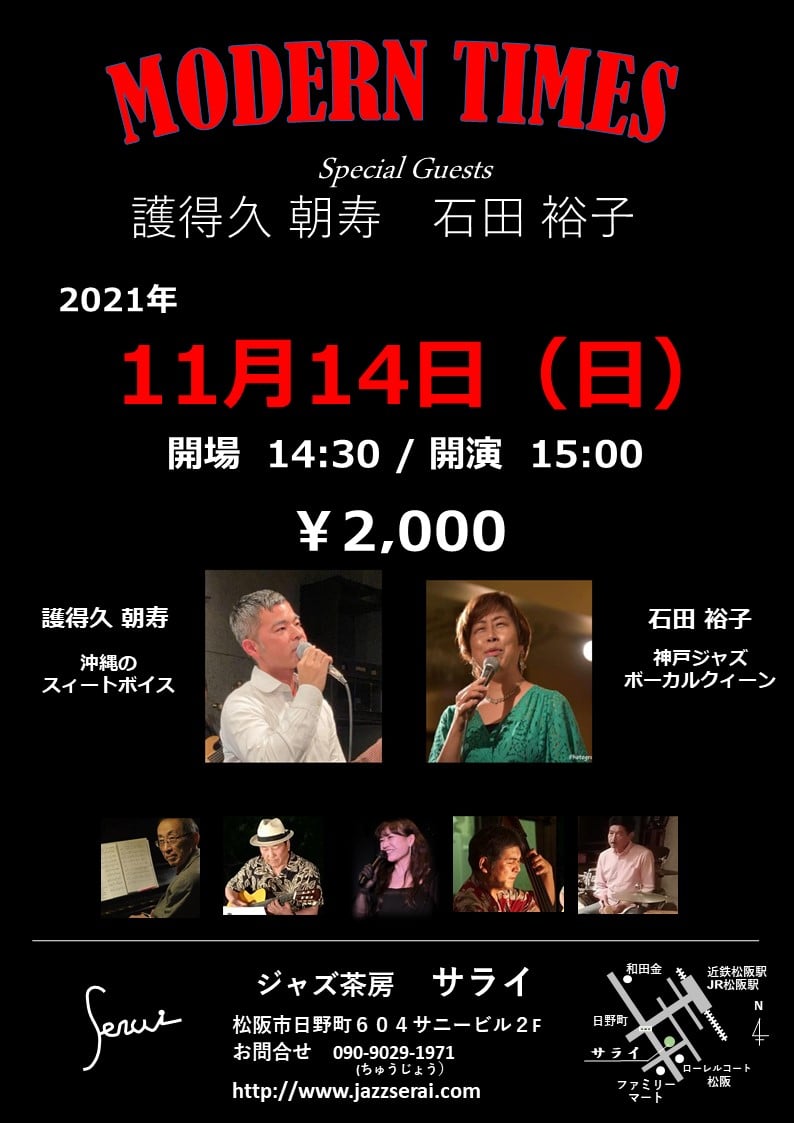 MODERN TIMES
Special Guests
護得久 朝寿　石田 裕子
2021年
11月14日（日）
開場 14:30 / 開演 15:00
￥2,000
護得久 朝寿
沖縄の
スィートボイス
石田 裕子
神戸ジャズ
ボーカルクィーン
Serai
ジャズ茶房　サライ
松阪市日野町６０４サニービル２F
お問合せ　090-9029-1971
(ちゅうじょう）
http://www.jazzserai.com
和田金
近鉄松阪駅
JR松阪駅
N
日野町
サライ
ローレルコート
松阪
ファミリー
マート